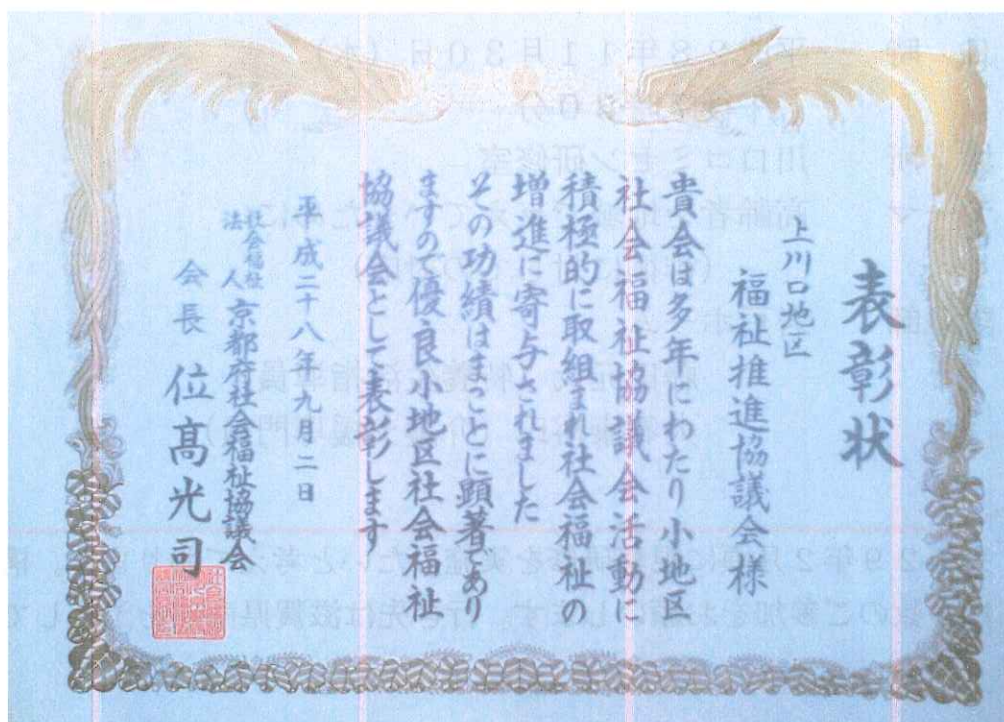 表彰状
上川口地区
福祉推進協議会様
貴会は多年にわたり小地区
社会福祉協議会活動に
積極的に取組まれ社会福祉の
増進に寄与されました
その功績はまことに顕著であり
ますので優良小地区社会福祉
協議会として表彰します
平成二十八年九月二日
社会福祉法人 京都府社会福祉協議会
会長 位髙光司